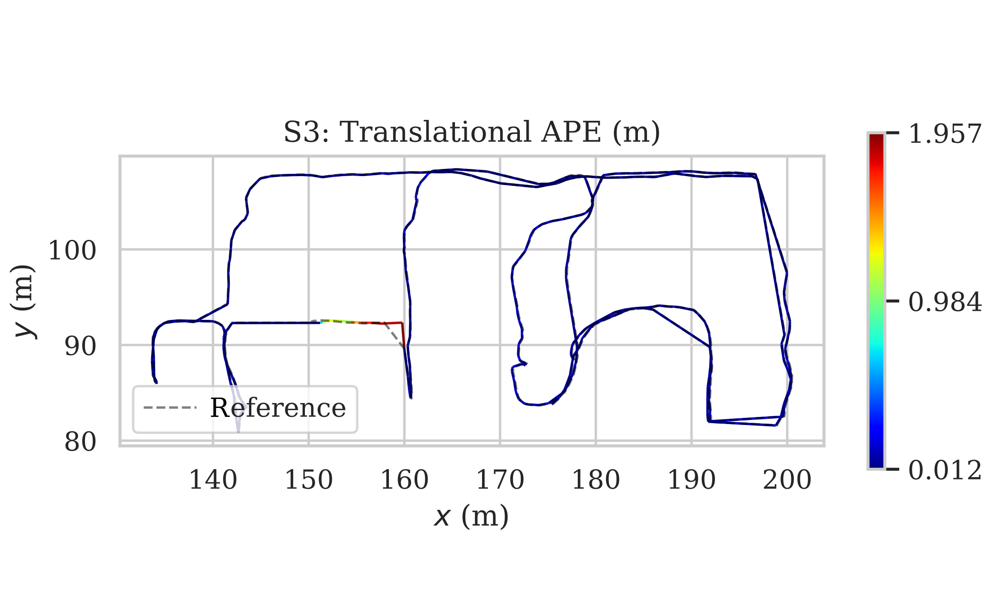 S3: Translational APE (m)
1.957
0.984
0.012
100
90
80
y (m)
Reference
140 150 160 170 180 190 200
x (m)